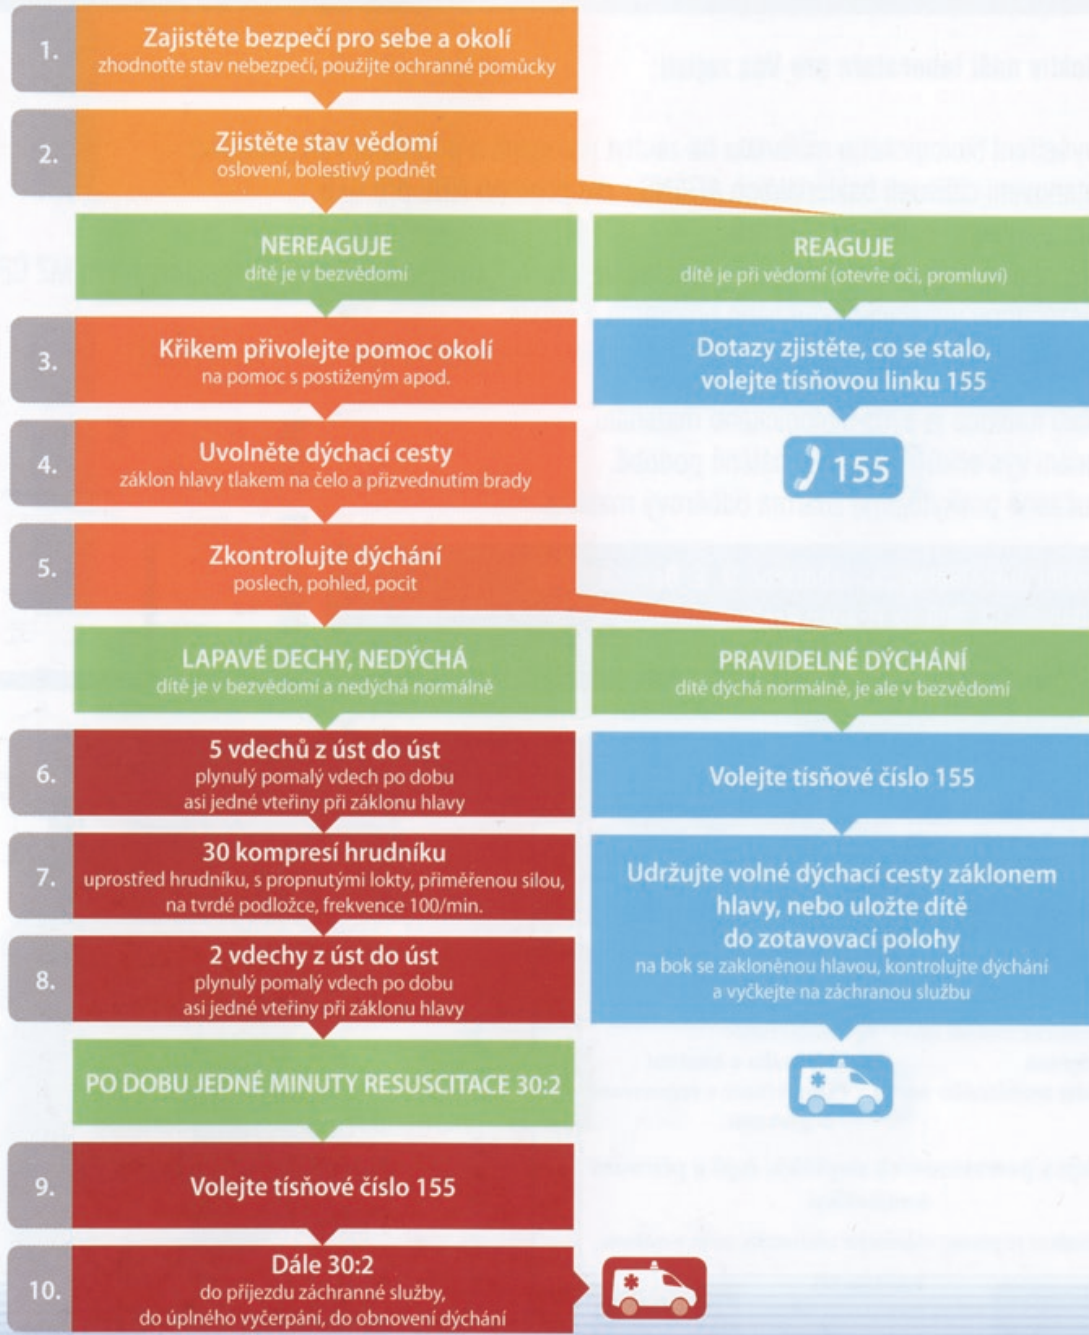 1.
Zajistěte bezpečí pro sebe a okolí
zhodnoťte stav nebezpečí, použijte ochranné pomůcky
2.
Zjistěte stav vědomí
oslovení, bolestivý podnět
NEREAGUJE
dítě je v bezvědomí
REAGUJE
dítě je při vědomí (otevře oči, promluví)
3.
Křikem přivolejte pomoc okolí
na pomoc s postiženým apod.
Dotazy zjistěte, co se stalo,
volejte tísňovou linku 155
4.
Uvolněte dýchací cesty
záklon hlavy tlakem na čelo a přizvednutím brady
155
5.
Zkontrolujte dýchání
poslech, pohled, pocit
LAPAVÉ DECHY, NEDÝCHÁ
dítě je v bezvědomí a nedýchá normálně
PRAVIDELNÉ DÝCHÁNÍ
dítě dýchá normálně, je ale v bezvědomí
6.
5 vdechů z úst do úst
plynulý pomalý vdech po dobu
asi jedné vteřiny při záklonu hlavy
Volejte tísňové číslo 155
7.
30 kompresí hrudníku
uprostřed hrudníku, s propnutými lokty, přiměřenou silou,
na tvrdé podložce, frekvence 100/min.
Udržujte volné dýchací cesty záklonem
hlavy, nebo uložte dítě
do zotavovací polohy
na bok se zakloněnou hlavou, kontrolujte dýchání
a vyčkejte na záchranou službu
8.
2 vdechy z úst do úst
plynulý pomalý vdech po dobu
asi jedné vteřiny při záklonu hlavy
PO DOBU JEDNÉ MINUTY RESUSCITACE 30:2
9.
Volejte tísňové číslo 155
10.
Dále 30:2
do příjezdu záchranné služby,
do úplného vyčerpání, do obnovení dýchání